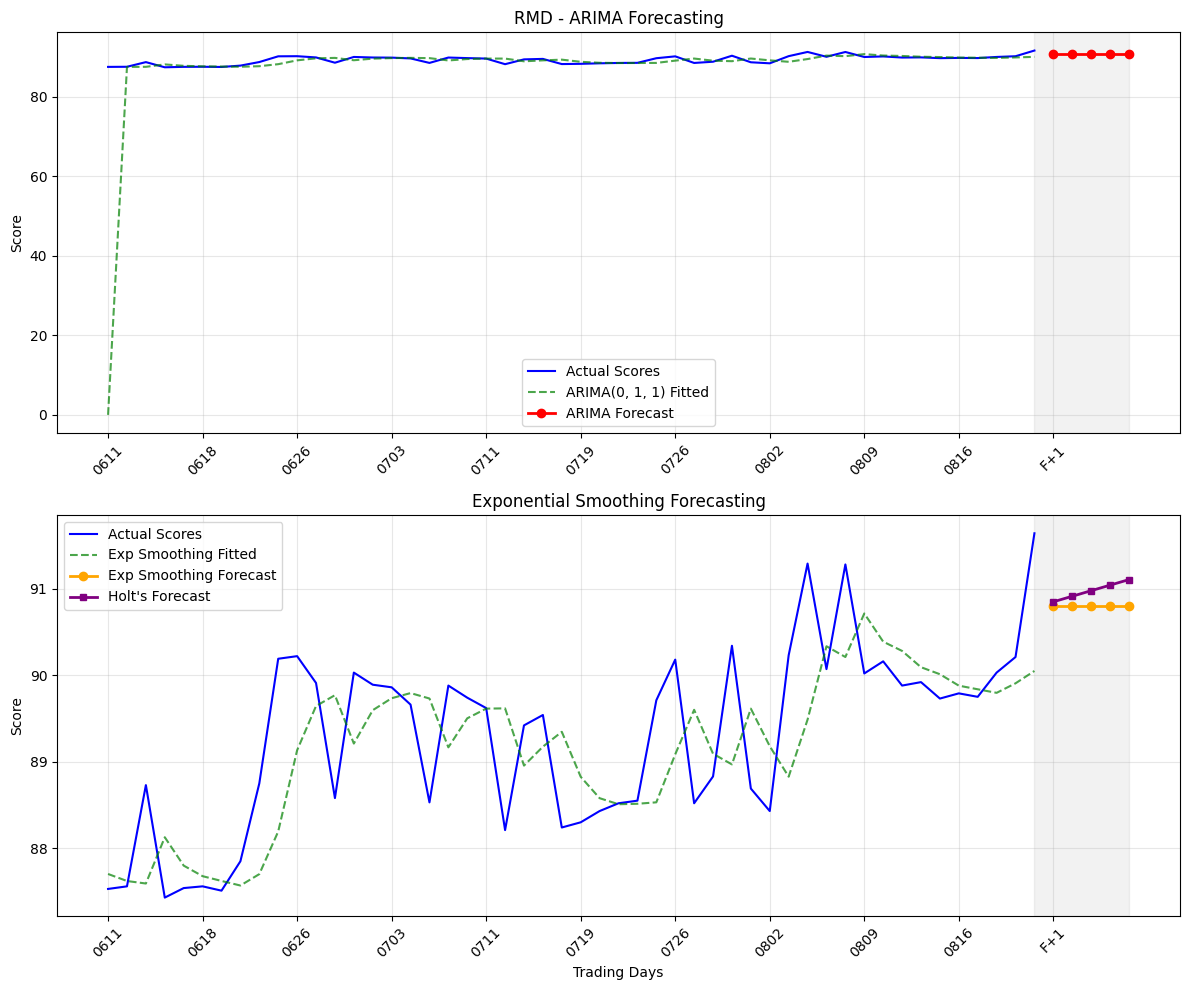 RMD - ARIMA Forecasting
80
60
40
20
0
Score
Actual Scores
ARIMA(0, 1, 1) Fitted
ARIMA Forecast
0611
0618
0626
0703
0711
0719
0726
0802
0809
0816
F+1
Exponential Smoothing Forecasting
Actual Scores
Exp Smoothing Fitted
Exp Smoothing Forecast
Holt's Forecast
91
90
89
88
Score
0611
0618
0626
0703
0711
0719
0726
0802
0809
0816
F+1
Trading Days